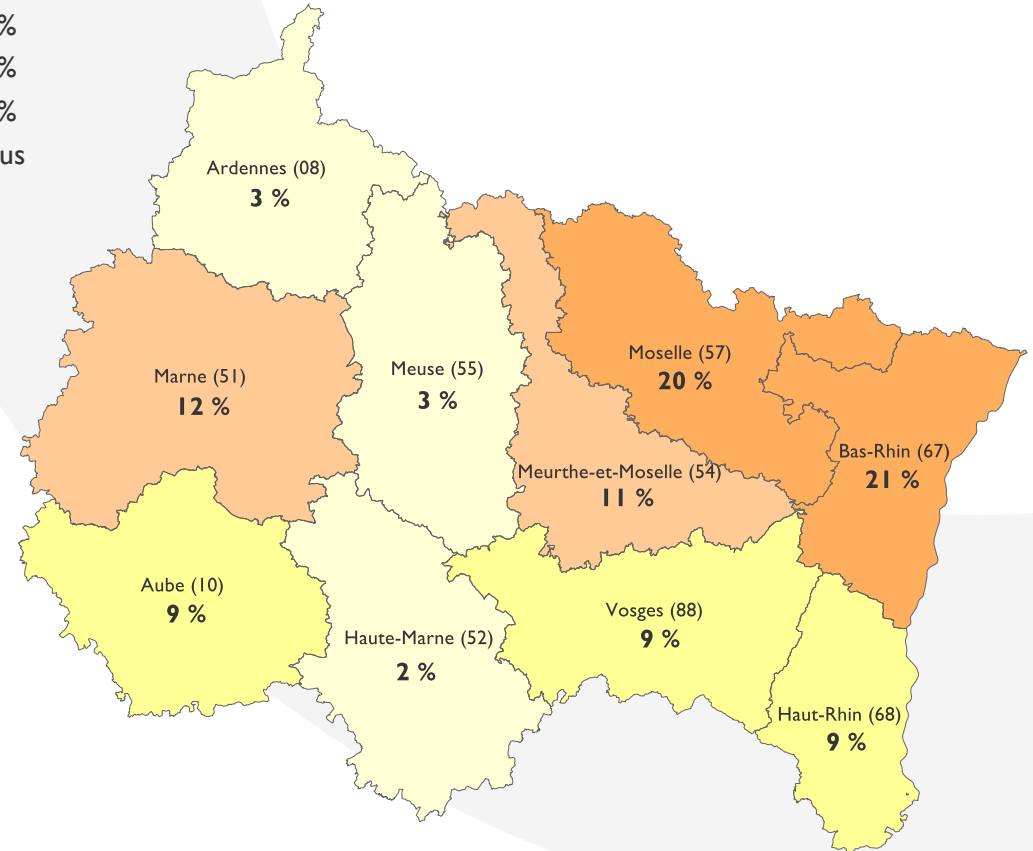 %
%
%
us
Ardennes (08)
3 %
Marne (51)
12 %
Meuse (55)
3 %
Moselle (57)
20 %
Meurthe-et-Moselle (54)
11 %
Bas-Rhin (67)
21 %
Aube (10)
9 %
Haute-Marne (52)
2 %
Vosges (88)
9 %
Haut-Rhin (68)
9 %